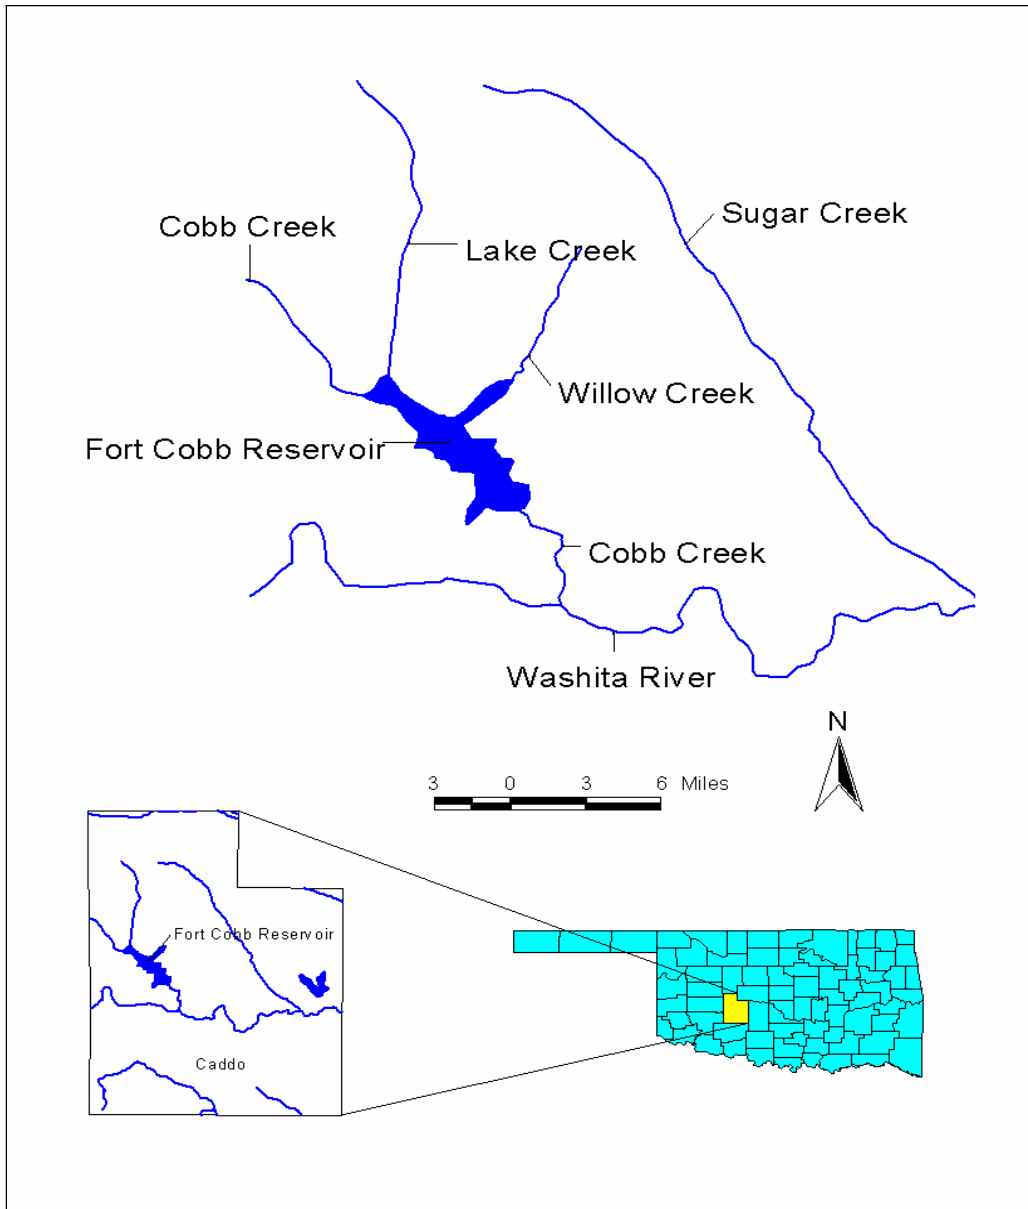 Sugar Creek
Cobb Creek
Lake Creek
Willow Creek
Fort Cobb Reservoir
Cobb Creek
Washita River
N
3 0 3 6 Miles
Fort Cobb Reservoir
Caddo